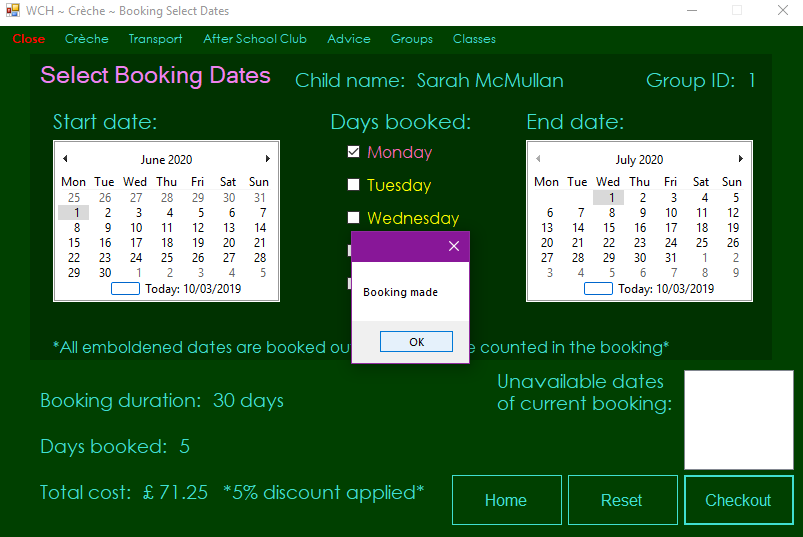 WCH ~ Crèche ~ Booking Select Dates
Close Crèche Transport After School Club Advice Groups Classes
Select Booking Dates Child name: Sarah McMullan Group ID: 1
Start date: Days booked: End date:
June 2020
Mon Tue Wed Thu Fri Sat Sun
25 26 27 28 29 30 31
1 2 3 4 5 6 7
8 9 10 11 12 13 14
15 16 17 18 19 20 21
22 23 24 25 26 27 28
29 30 1 2 3 4 5
Today: 10/03/2019
Monday
Tuesday
Wednesday
July 2020
Mon Tue Wed Thu Fri Sat Sun
1 2 3 4 5
6 7 8 9 10 11 12
13 14 15 16 17 18 19
20 21 22 23 24 25 26
27 28 29 30 31 1 2
3 4 5 6 7 8 9
Today: 10/03/2019
Booking made
OK
*All emboldened dates are booked out counted in the booking*
Booking duration: 30 days
Unavailable dates
of current booking:
Days booked: 5
Total cost: £ 71.25 *5% discount applied*
Home Reset Checkout